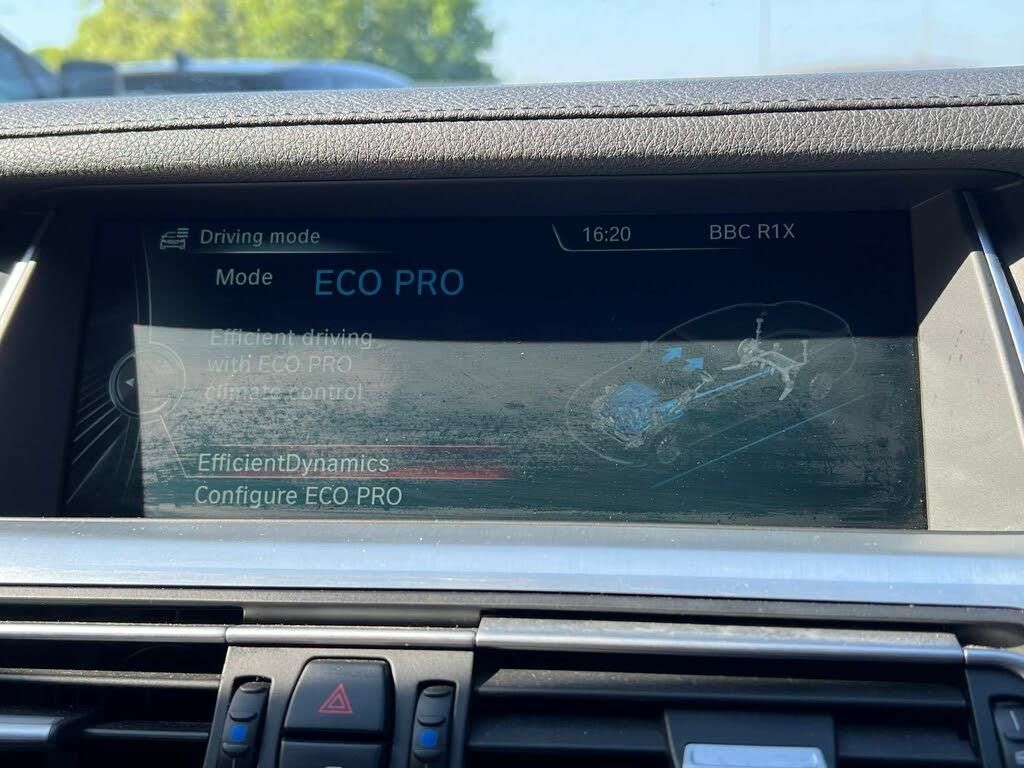 Driving mode
16:20
BBC R1X
Mode
ECO PRO
Efficient driving
with ECO PRO
climate control
EfficientDynamics
Configure ECO PRO